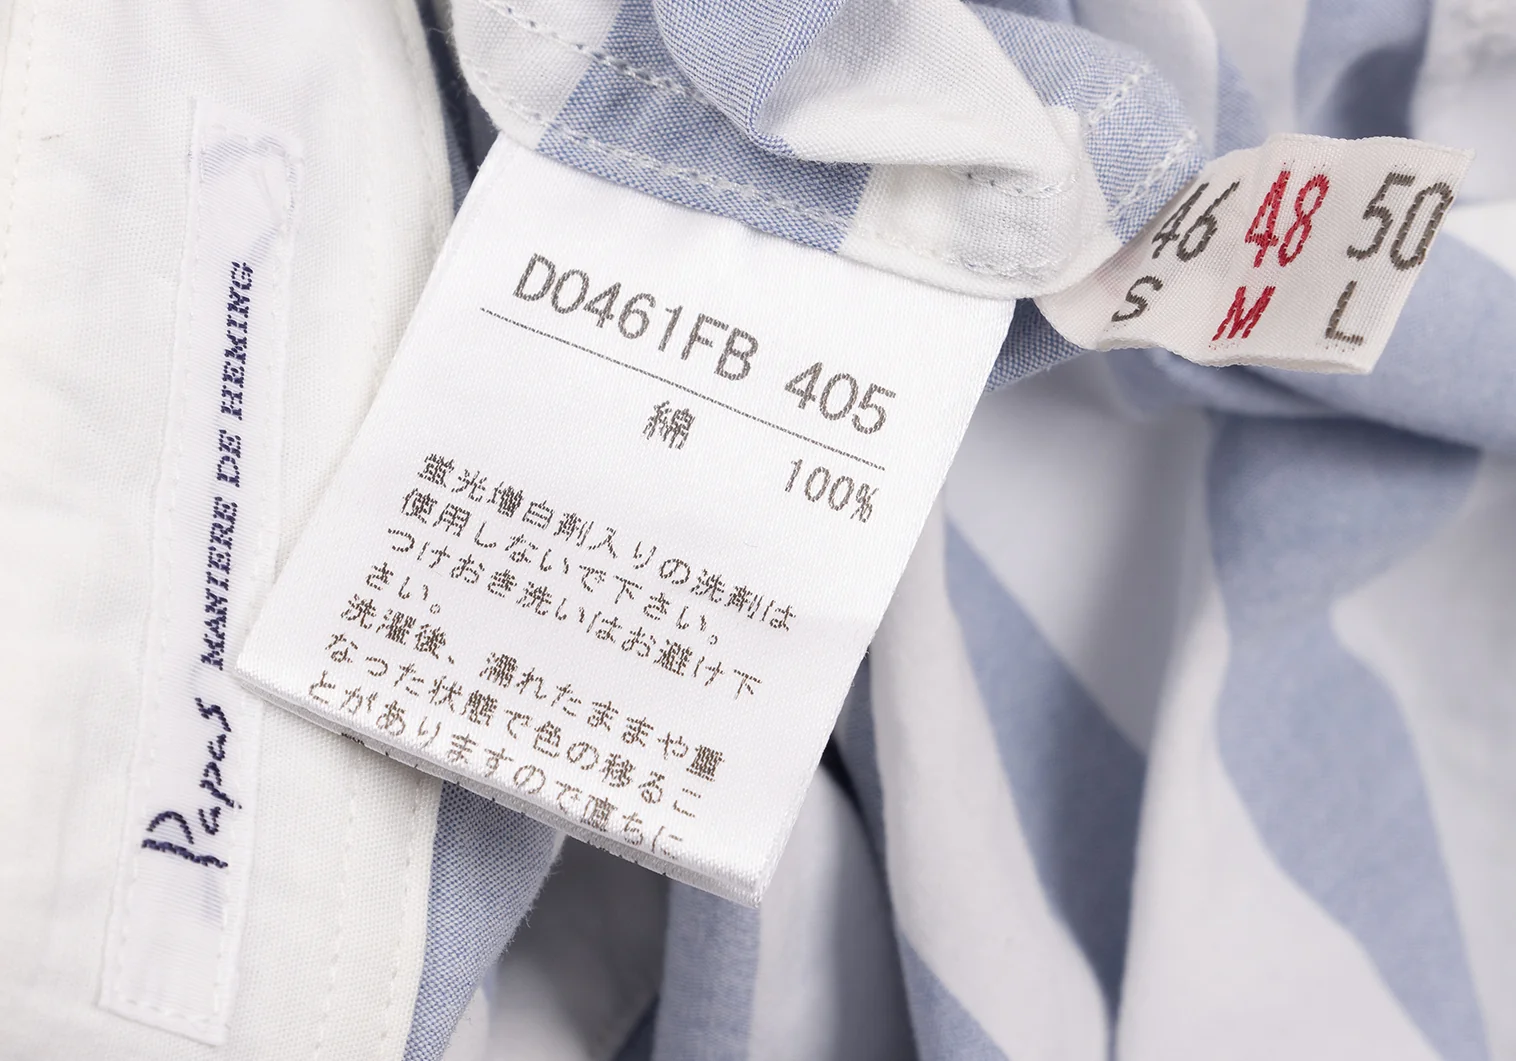 Papas MANIERE DE HEMING
D0461FB 405
綿
100%
蛍光増白剤入りの洗剤は
使用しないで下さい。
つけおき洗いはお避け下
さい。
洗濯後、濡れたままや重
なった状態で色の移るこ
とがありますので直ちに
46 48 50
S M L